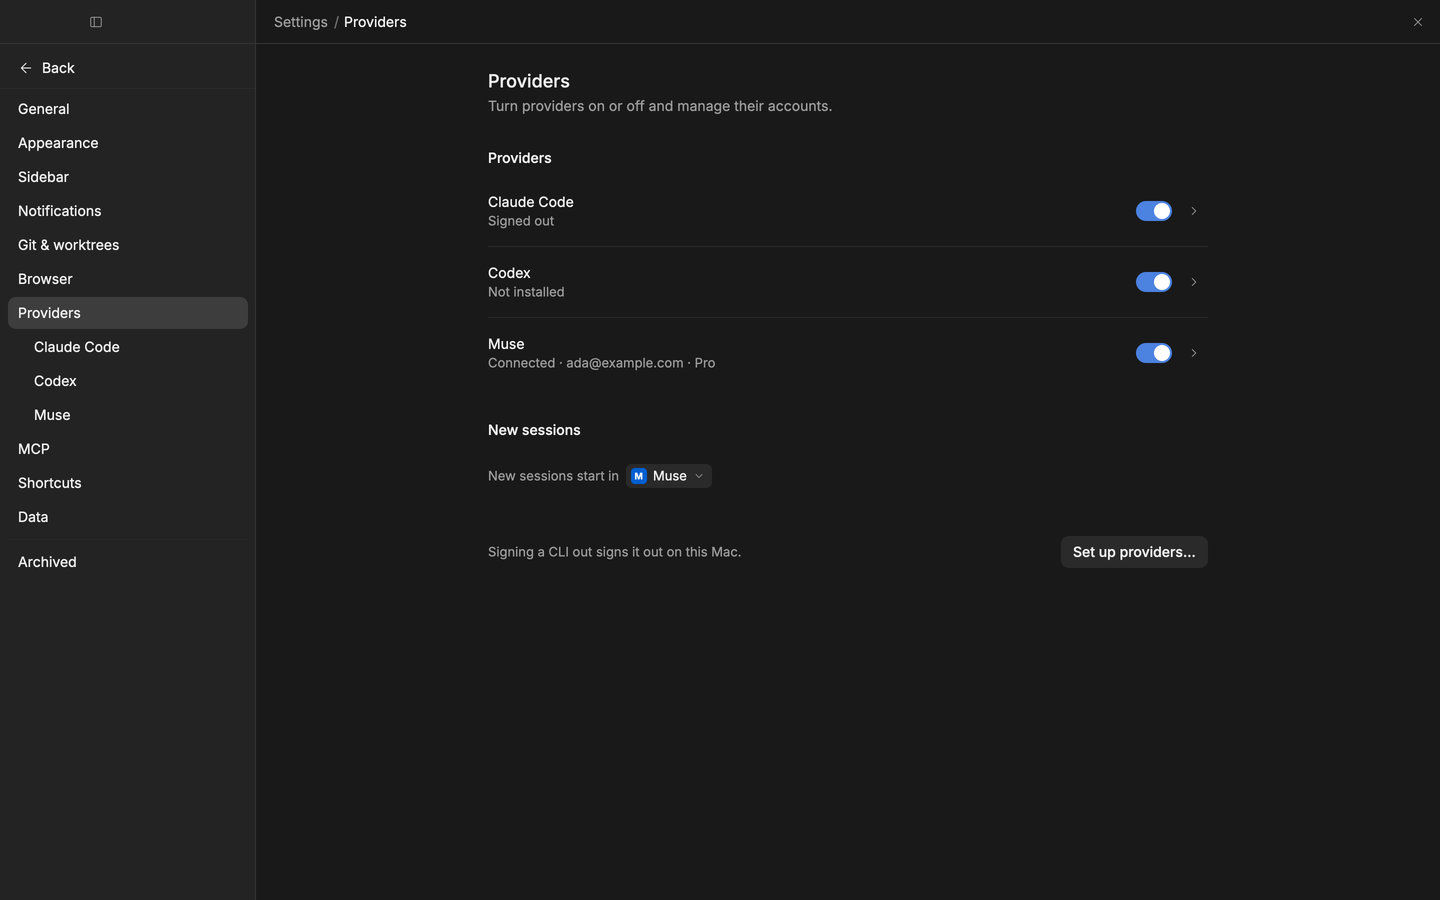 Settings / Providers
Back
General
Appearance
Sidebar
Notifications
Git & worktrees
Browser
Providers
Claude Code
Codex
Muse
MCP
Shortcuts
Data
Archived
Providers
Turn providers on or off and manage their accounts.
Providers
Claude Code
Signed out
Codex
Not installed
Muse
Connected · ada@example.com · Pro
New sessions
New sessions start in M Muse
Signing a CLI out signs it out on this Mac.
Set up providers...